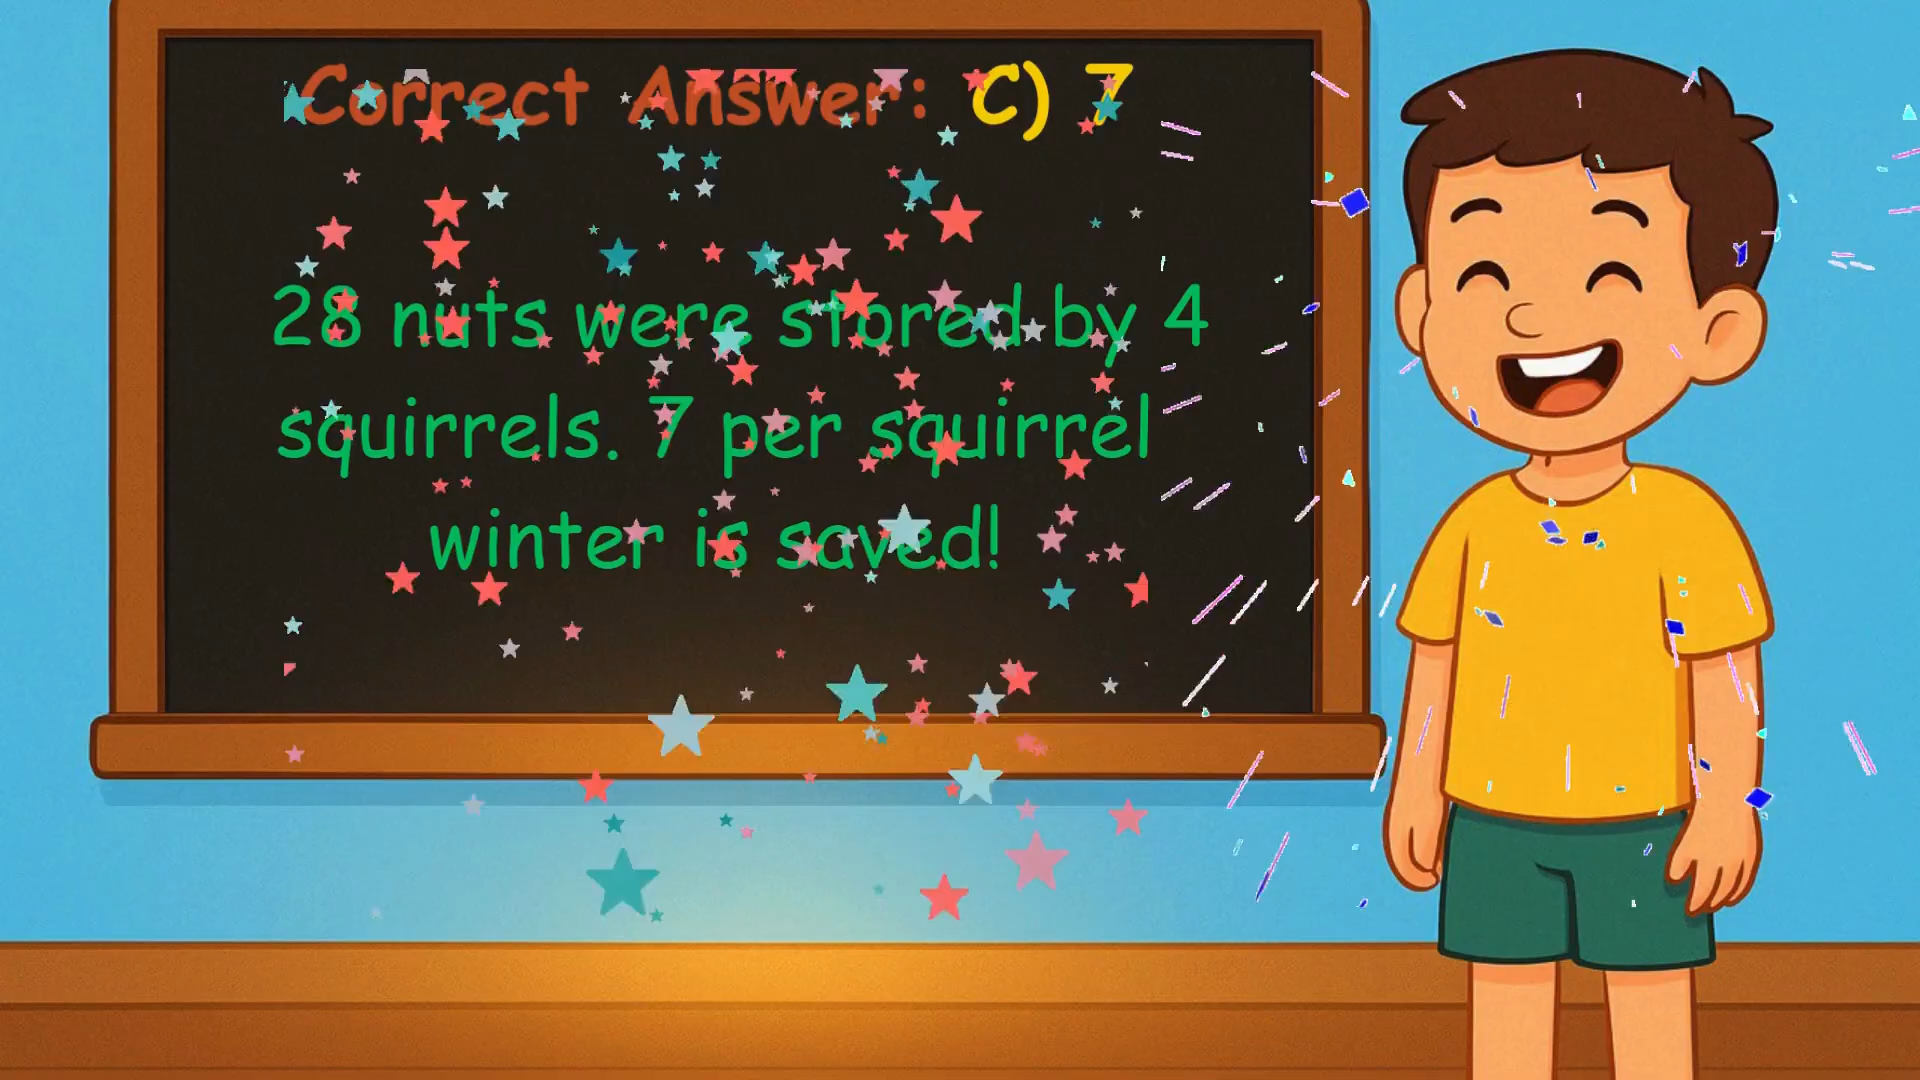 Correct Answer: C) 7
28 nuts were stored by 4
squirrels. 7 per squirrel
winter is saved!